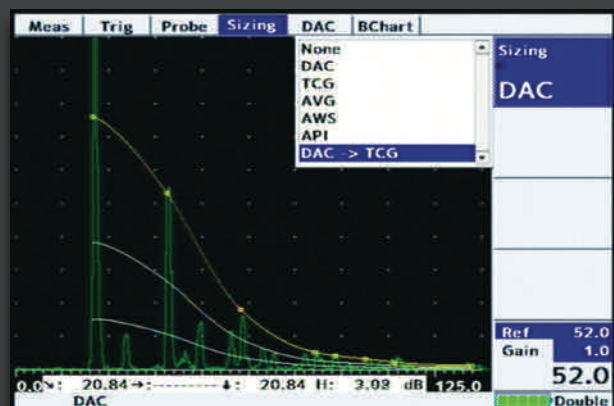 Meas Trig Probe Sizing DAC BChart
None
DAC
TCG
AVG
AWS
API
DAC -> TCG
Sizing
DAC
Ref 52.0
Gain 1.0
52.0
0.0 ↘: 20.84 →:--------- ↓: 20.84 H: 3.09 dB 125.0
DAC
Double